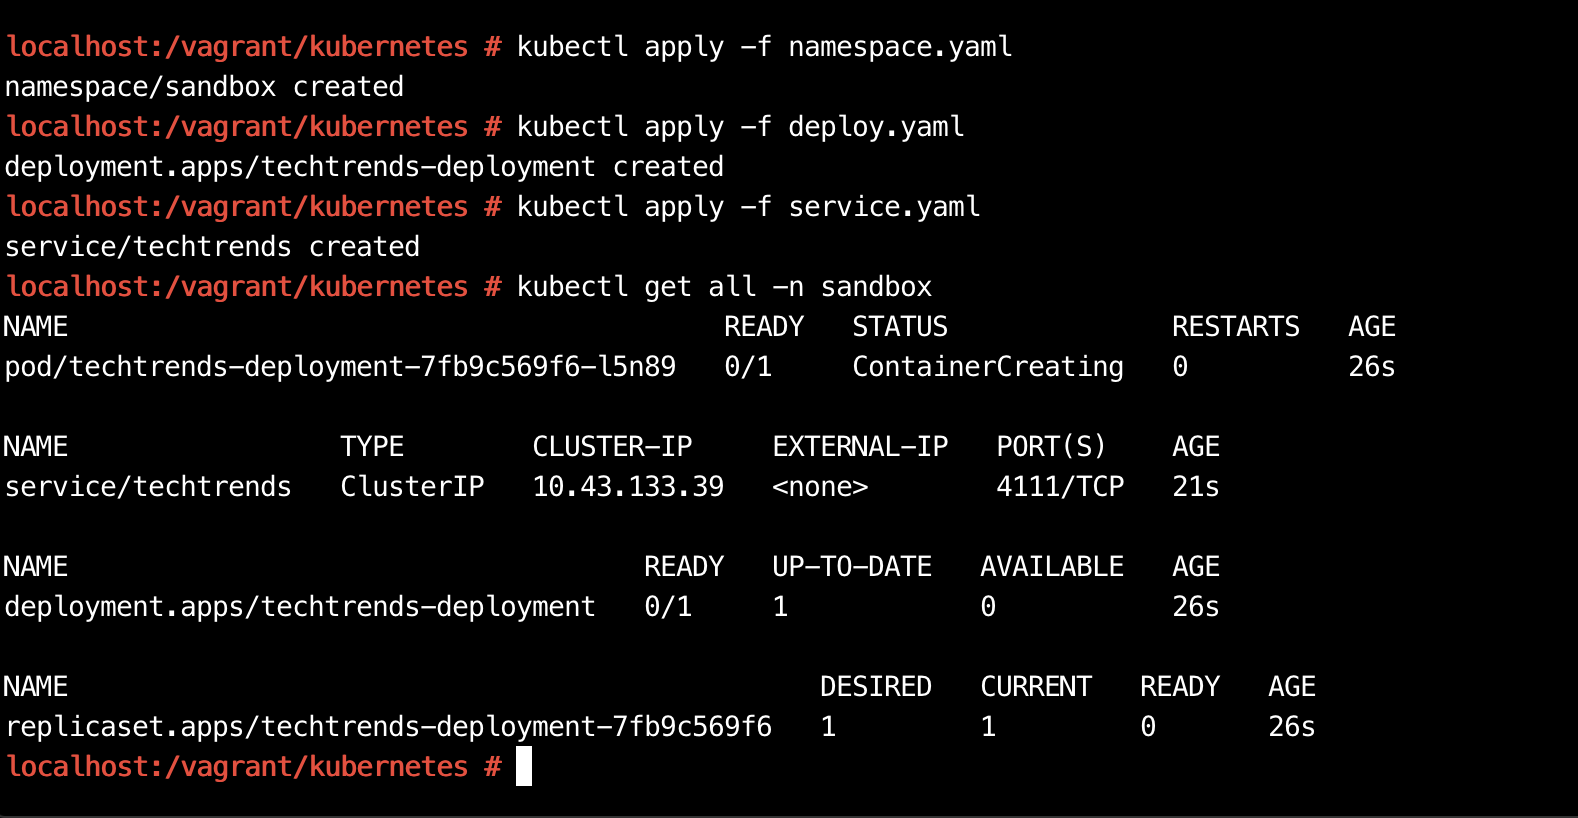 localhost:/vagrant/kubernetes # kubectl apply -f namespace.yaml
namespace/sandbox created
localhost:/vagrant/kubernetes # kubectl apply -f deploy.yaml
deployment.apps/techtrends-deployment created
localhost:/vagrant/kubernetes # kubectl apply -f service.yaml
service/techtrends created
localhost:/vagrant/kubernetes # kubectl get all -n sandbox
NAME                                         READY   STATUS              RESTARTS   AGE
pod/techtrends-deployment-7fb9c569f6-l5n89   0/1     ContainerCreating   0          26s

NAME                 TYPE        CLUSTER-IP     EXTERNAL-IP   PORT(S)    AGE
service/techtrends   ClusterIP   10.43.133.39   <none>        4111/TCP   21s

NAME                                    READY   UP-TO-DATE   AVAILABLE   AGE
deployment.apps/techtrends-deployment   0/1     1            0           26s

NAME                                               DESIRED   CURRENT   READY   AGE
replicaset.apps/techtrends-deployment-7fb9c569f6   1         1         0       26s
localhost:/vagrant/kubernetes #